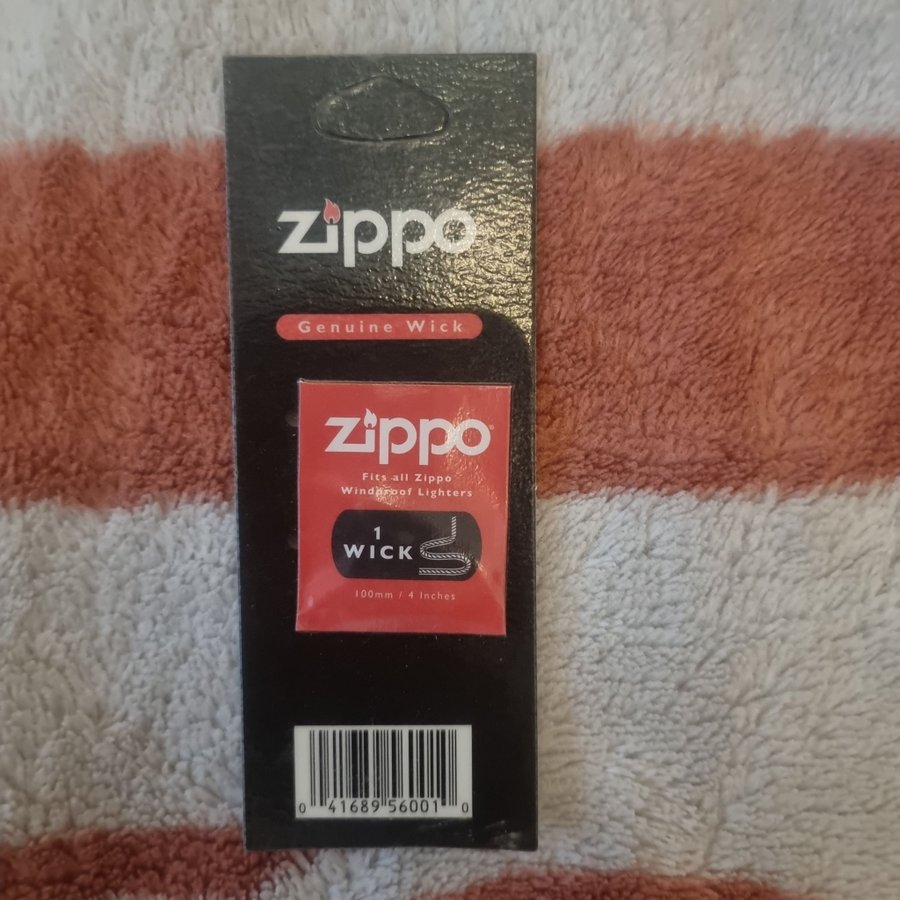 zippo
Genuine Wick
zippo
Fits all Zippo
Windproof Lighters
1
WICK
100mm / 4 Inches
0 41689 56001 0